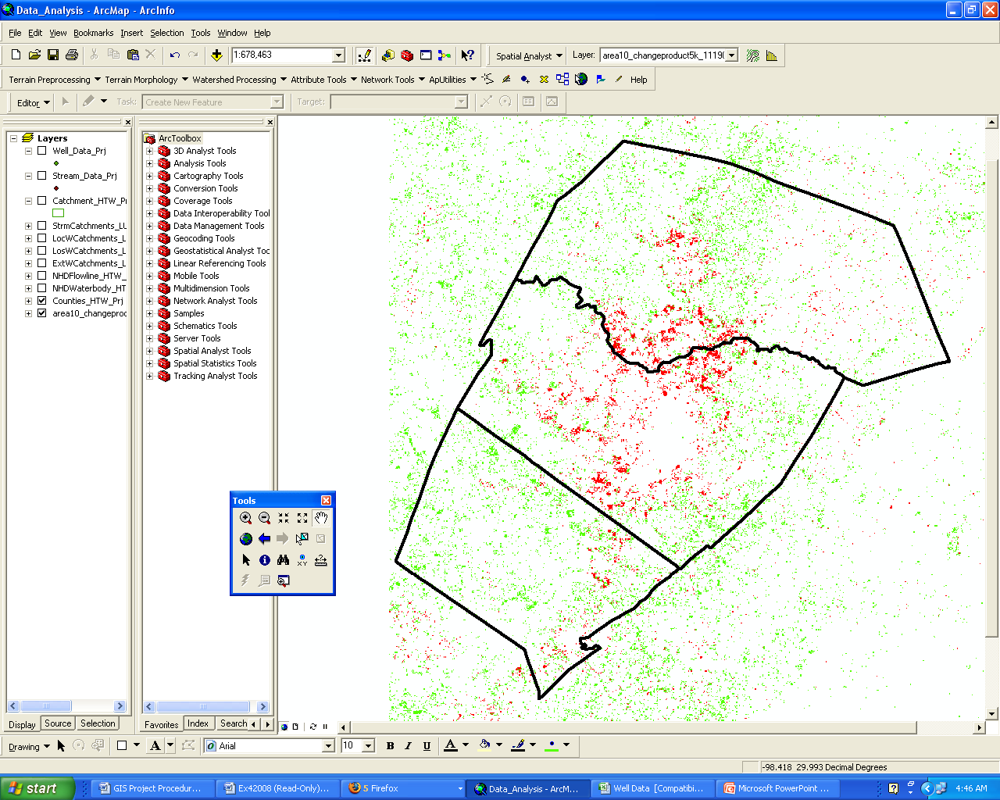 Data_Analysis - ArcMap - ArcInfo
File Edit View Bookmarks Insert Selection Tools Window Help
1:678,463 Spatial Analyst Layer: area10_changeproduct5k_1119(
Terrain Preprocessing Terrain Morphology Watershed Processing Attribute Tools Network Tools ApUtilities Help
Editor Task: Create New Feature Target:
Layers
Well_Data_Prj
Stream_Data_Prj
Catchment_HTW_Pr
StrmCatchments_LU
LocWCatchments_L
LosWCatchments_L
ExtWCatchments_L
NHDFlowline_HTW_
NHDWaterbody_HT
Counties_HTW_Prj
area10_changeproc
Display Source Selection
ArcToolbox
3D Analyst Tools
Analysis Tools
Cartography Tools
Conversion Tools
Coverage Tools
Data Interoperability Tool
Data Management Tools
Geocoding Tools
Geostatistical Analyst Toc
Linear Referencing Tools
Mobile Tools
Multidimension Tools
Network Analyst Tools
Samples
Schematics Tools
Server Tools
Spatial Analyst Tools
Spatial Statistics Tools
Tracking Analyst Tools
Favorites Index Search
Tools
XY
Drawing A Arial 10 B I U A
-98.418 29.993 Decimal Degrees
start GIS Project Procedur... Ex42008 (Read-Only)... 5 Firefox Data_Analysis - ArcM... Well Data [Compatibi... Microsoft PowerPoint ... 4:46 AM